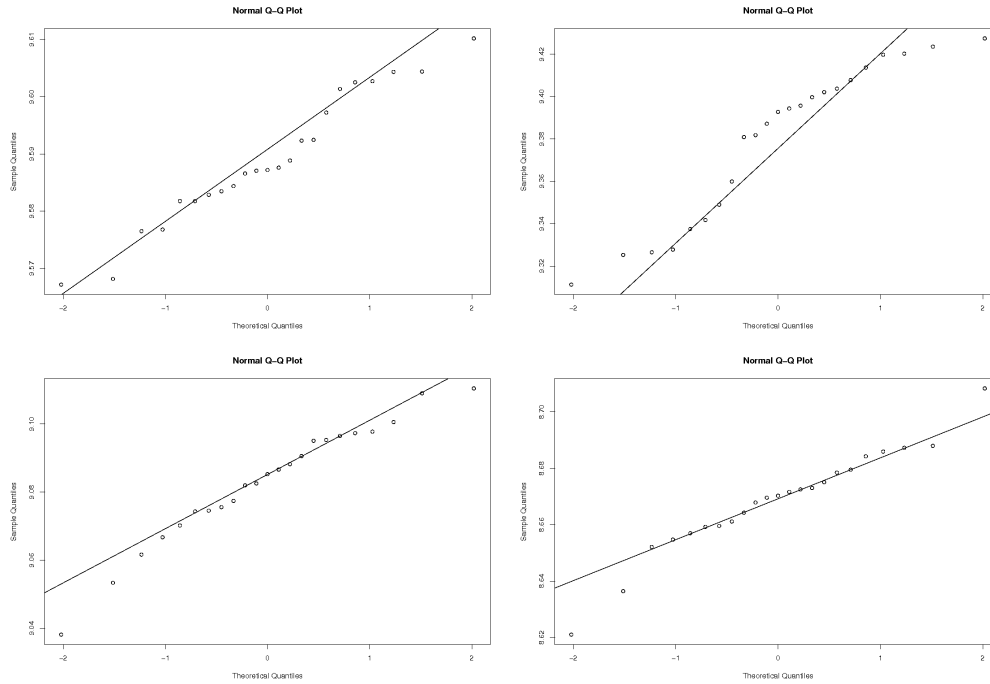 Normal Q–Q Plot
Sample Quantiles
9.57 9.58 9.59 9.60 9.61
−2 −1 0 1 2
Theoretical Quantiles
Normal Q–Q Plot
Sample Quantiles
9.32 9.34 9.36 9.38 9.40 9.42
−2 −1 0 1 2
Theoretical Quantiles
Normal Q–Q Plot
Sample Quantiles
9.04 9.06 9.08 9.10
−2 −1 0 1 2
Theoretical Quantiles
Normal Q–Q Plot
Sample Quantiles
8.62 8.64 8.66 8.68 8.70
−2 −1 0 1 2
Theoretical Quantiles